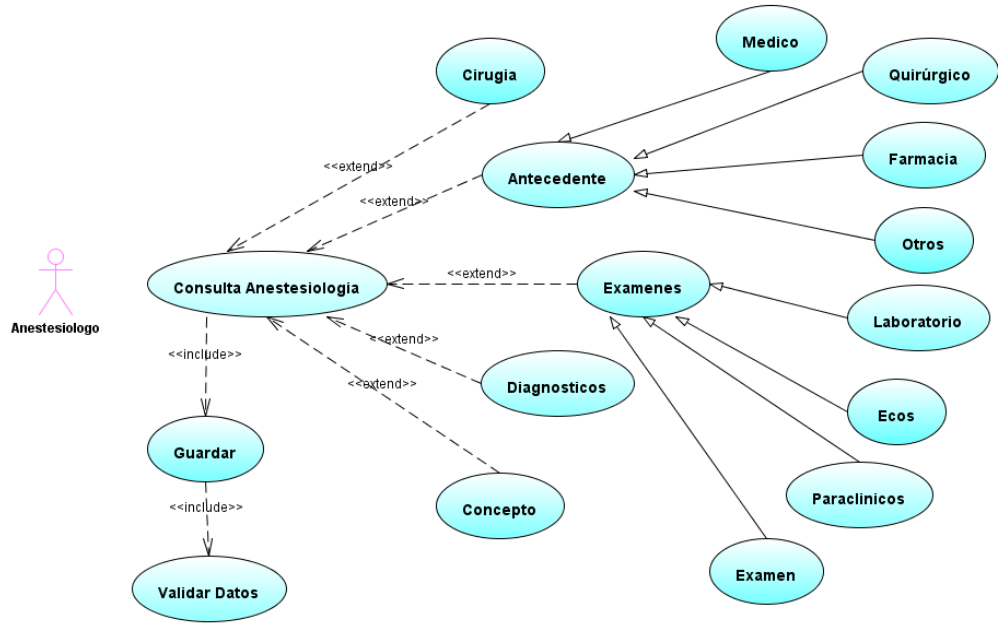 Medico
Cirugia
Quirúrgico
<<extend>>
Antecedente
Farmacia
<<extend>>
Otros
Anestesiologo
Consulta Anestesiologia
<<extend>>
Examenes
Laboratorio
<<include>>
<<extend>>
<<extend>>
Diagnosticos
Ecos
Guardar
<<include>>
Concepto
Paraclinicos
Validar Datos
Examen